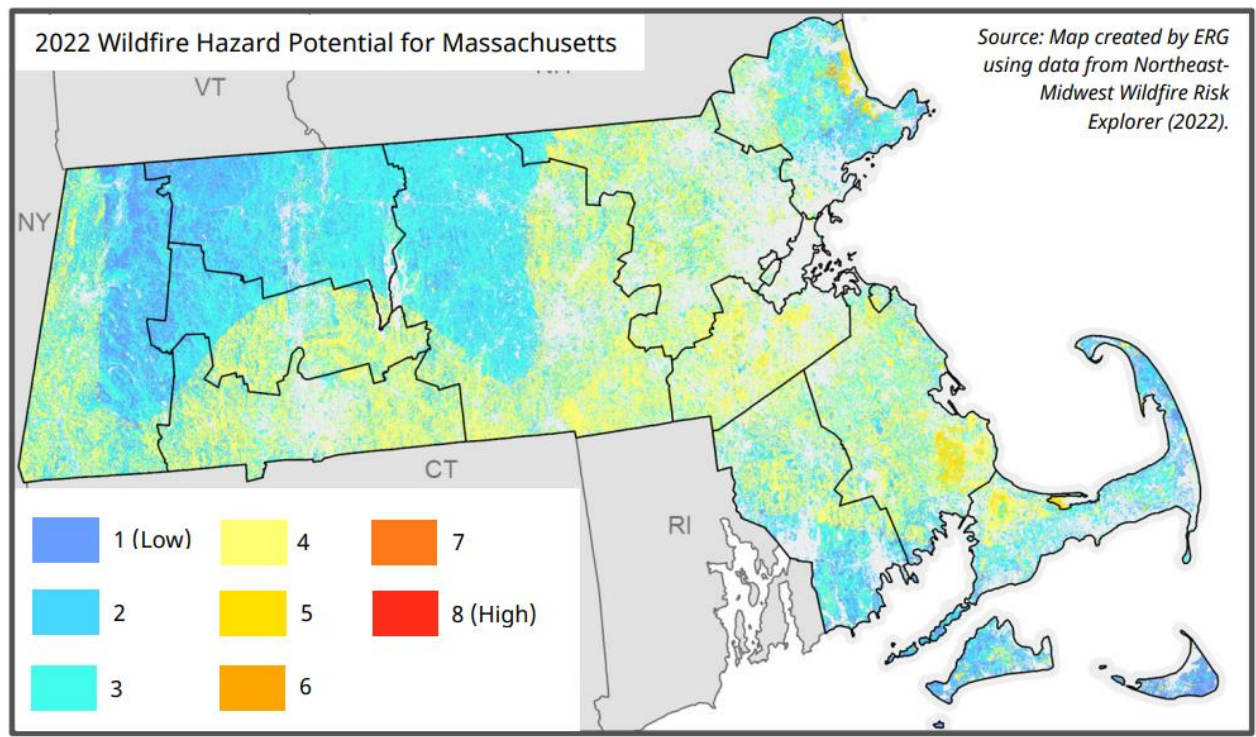 2022 Wildfire Hazard Potential for Massachusetts
Source: Map created by ERG
using data from Northeast-
Midwest Wildfire Risk
Explorer (2022).
VT
NY
CT
RI
1 (Low)
2
3
4
5
6
7
8 (High)